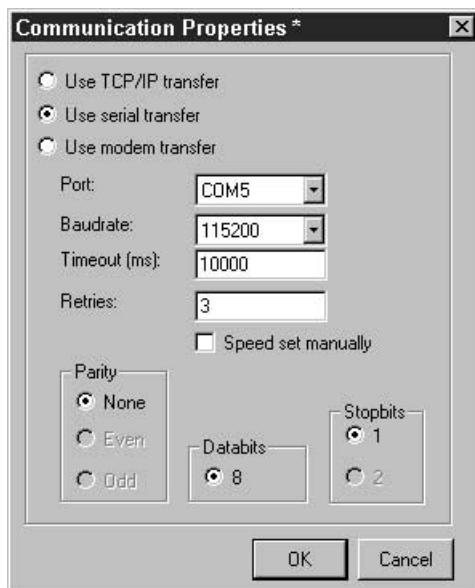 Communication Properties *
Use TCP/IP transfer
Use serial transfer
Use modem transfer
Port: COM5
Baudrate: 115200
Timeout (ms): 10000
Retries: 3
Speed set manually
Parity
None
Even
Odd
Databits
8
Stopbits
1
2
OK Cancel